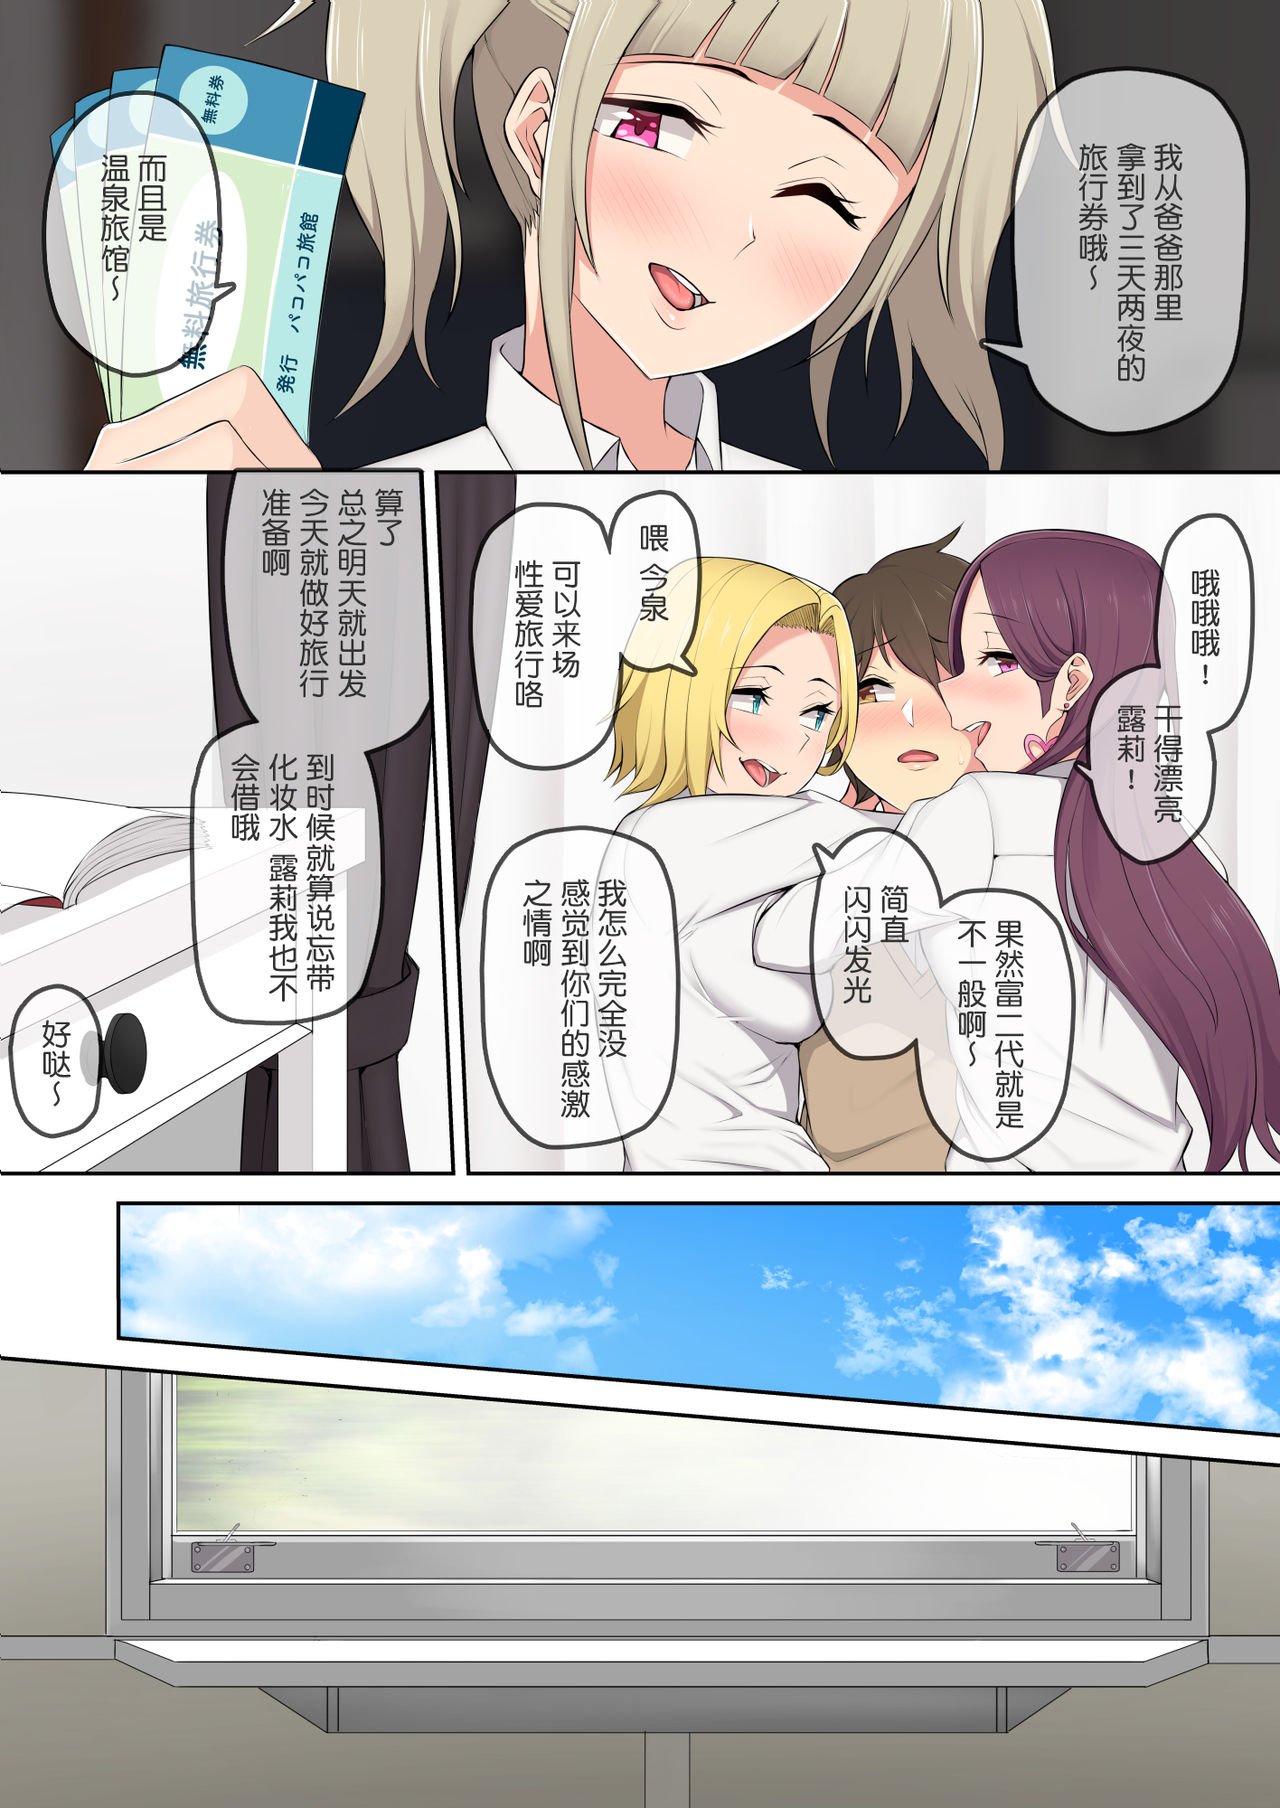 我从爸爸那里
拿到了三天两夜的
旅行券哦～
而且是
温泉旅馆～
無料券
無料旅行券
発行　パコパコ旅館
哦哦哦！
干得漂亮
露莉！
喂 今泉
可以来场
性爱旅行咯
果然富二代就是
不一般啊～
简直
闪闪发光
我怎么完全没
感觉到你们的感激
之情啊
算了
总之明天就出发
今天就做好旅行
准备啊
到时候就算说忘带
化妆水 露莉我也不
会借哦
好哒～